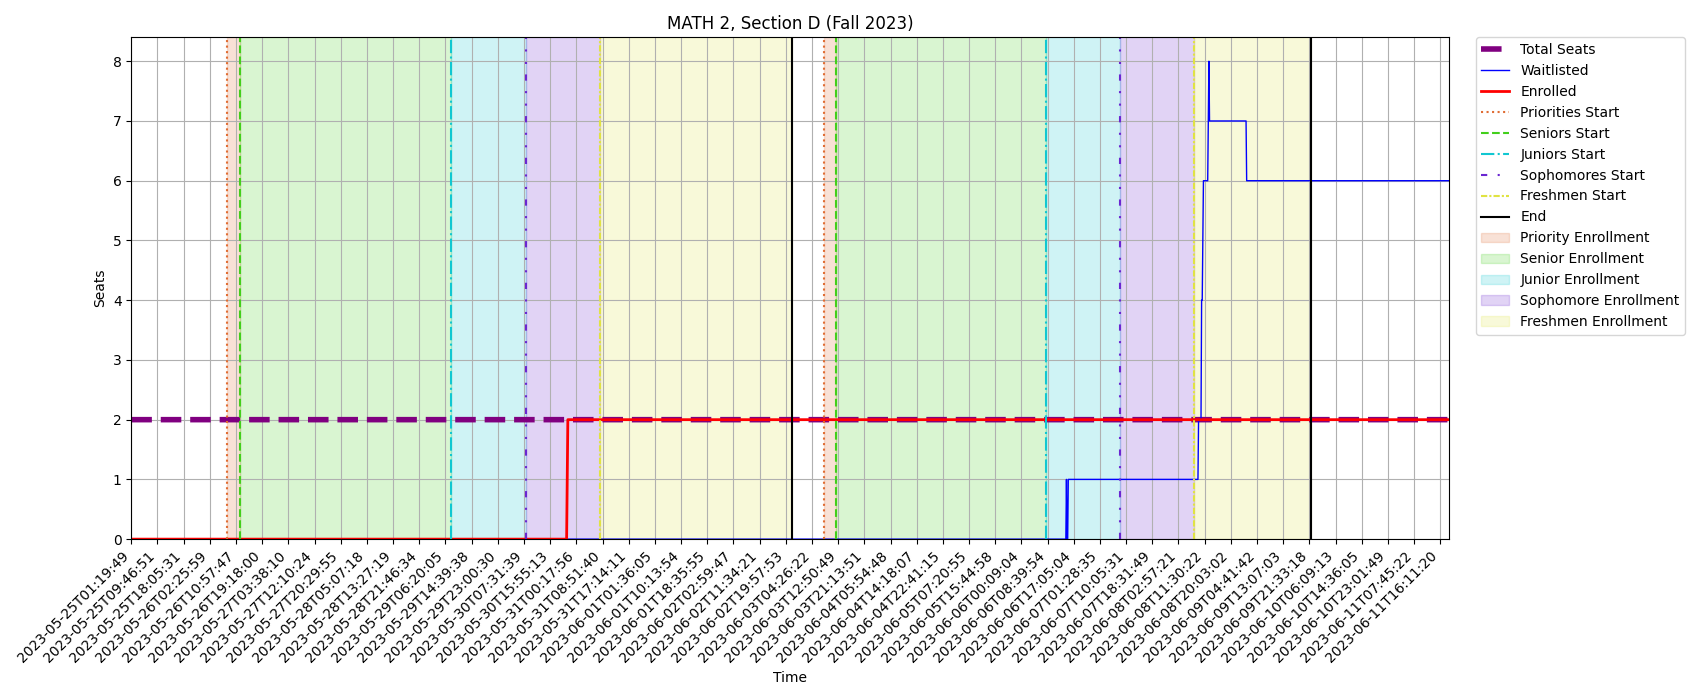 MATH 2, Section D (Fall 2023)
Seats
8
7
6
5
4
3
2
1
0
2023-05-25T01:19:49
2023-05-25T09:46:51
2023-05-25T18:05:31
2023-05-26T02:25:59
2023-05-26T10:57:47
2023-05-26T19:18:00
2023-05-27T03:38:10
2023-05-27T12:10:24
2023-05-27T20:29:55
2023-05-28T05:07:18
2023-05-28T13:27:19
2023-05-28T21:46:34
2023-05-29T06:20:05
2023-05-29T14:39:38
2023-05-29T23:00:30
2023-05-30T07:31:39
2023-05-30T15:55:13
2023-05-31T00:17:56
2023-05-31T08:51:40
2023-05-31T17:14:11
2023-06-01T01:36:05
2023-06-01T10:13:54
2023-06-01T18:35:55
2023-06-02T02:59:47
2023-06-02T11:34:21
2023-06-02T19:57:53
2023-06-03T04:26:22
2023-06-03T12:50:49
2023-06-03T21:13:51
2023-06-04T05:54:48
2023-06-04T14:18:07
2023-06-04T22:41:15
2023-06-05T07:20:55
2023-06-05T15:44:58
2023-06-06T00:09:04
2023-06-06T08:39:54
2023-06-06T17:05:04
2023-06-07T01:28:35
2023-06-07T10:05:31
2023-06-07T18:31:49
2023-06-08T02:57:21
2023-06-08T11:30:22
2023-06-08T20:03:02
2023-06-09T04:41:42
2023-06-09T13:07:03
2023-06-09T21:33:18
2023-06-10T06:09:13
2023-06-10T14:36:05
2023-06-10T23:01:49
2023-06-11T07:45:22
2023-06-11T16:11:20
Time
Total Seats
Waitlisted
Enrolled
Priorities Start
Seniors Start
Juniors Start
Sophomores Start
Freshmen Start
End
Priority Enrollment
Senior Enrollment
Junior Enrollment
Sophomore Enrollment
Freshmen Enrollment